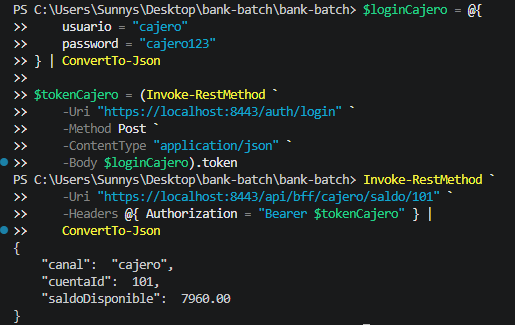 PS C:\Users\Sunnys\Desktop\bank-batch\bank-batch> $loginCajero = @{
>>     usuario = "cajero"
>>     password = "cajero123"
>> } | ConvertTo-Json
>>
>> $tokenCajero = (Invoke-RestMethod `
>>     -Uri "https://localhost:8443/auth/login" `
>>     -Method Post `
>>     -ContentType "application/json" `
>>     -Body $loginCajero).token
PS C:\Users\Sunnys\Desktop\bank-batch\bank-batch> Invoke-RestMethod `
>>     -Uri "https://localhost:8443/api/bff/cajero/saldo/101" `
>>     -Headers @{ Authorization = "Bearer $tokenCajero" } |
>>     ConvertTo-Json
{
    "canal":  "cajero",
    "cuentaId":  101,
    "saldoDisponible":  7960.00
}